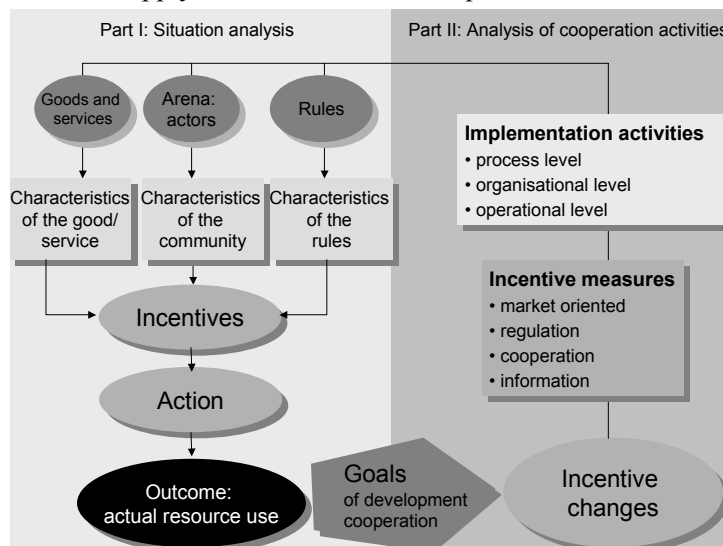 Part I: Situation analysis
Part II: Analysis of cooperation activities
Goods and
services
Arena:
actors
Rules
Characteristics
of the good/
service
Characteristics
of the
community
Characteristics
of the
rules
Incentives
Action
Outcome:
actual resource use
Goals
of development
cooperation
Implementation activities
• process level
• organisational level
• operational level
Incentive measures
• market oriented
• regulation
• cooperation
• information
Incentive
changes